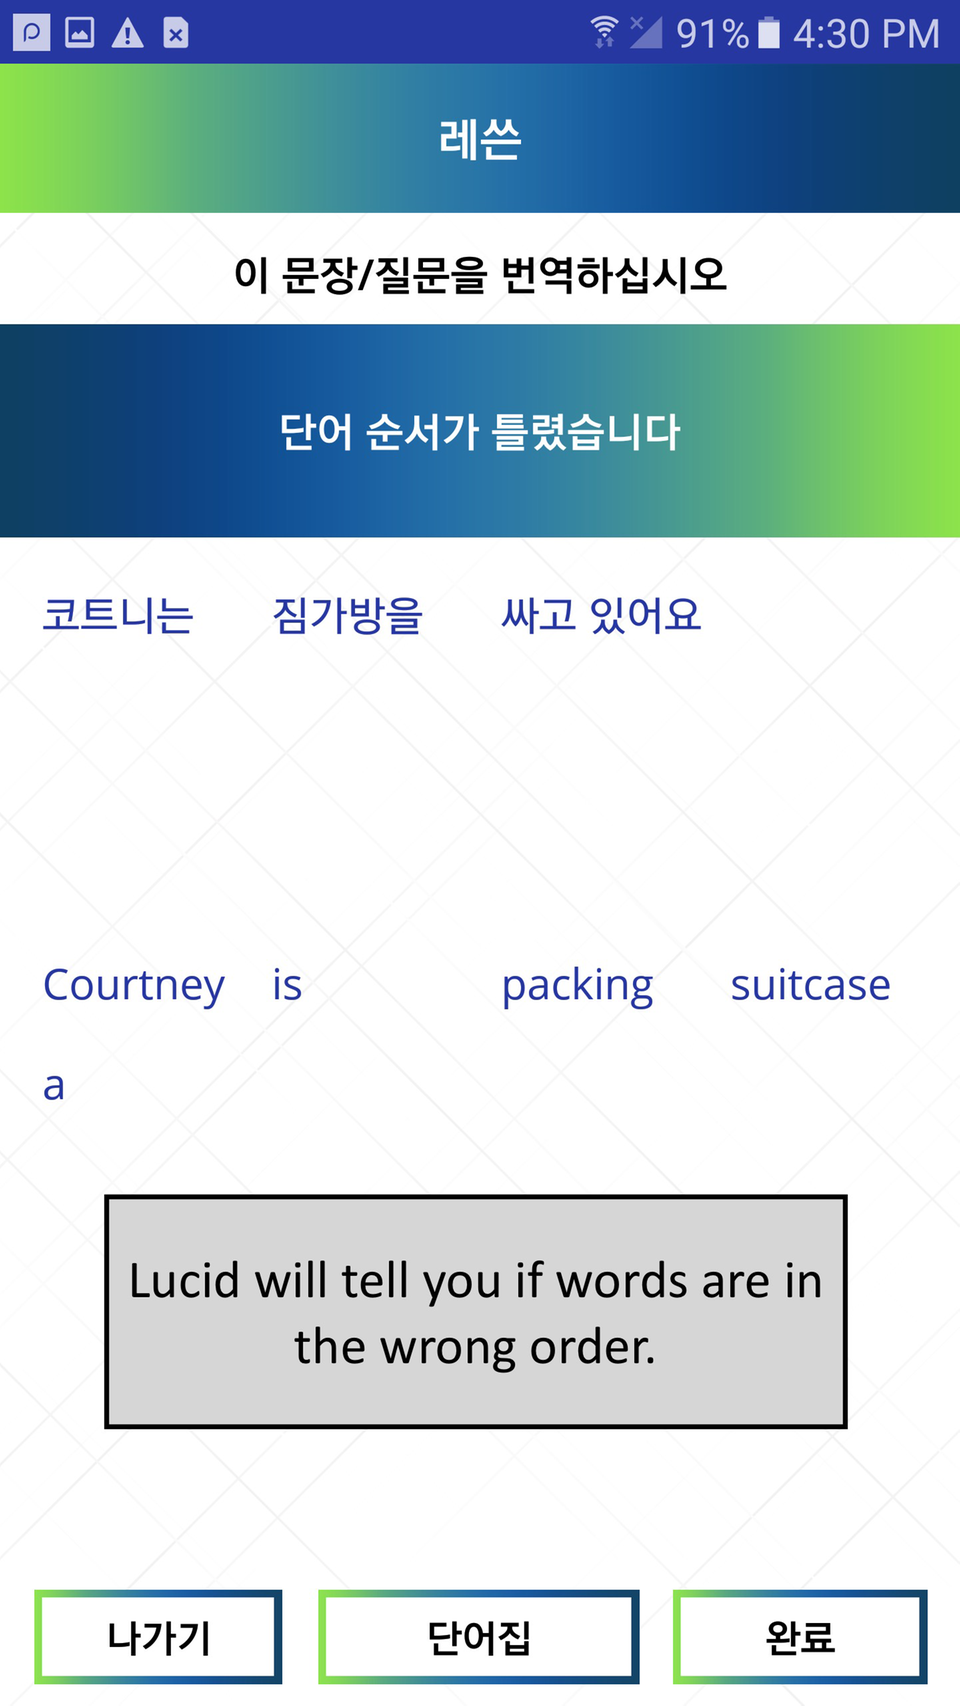 91% 4:30 PM
레쓴
이 문장/질문을 번역하십시오
단어 순서가 틀렸습니다
코트니는 짐가방을 싸고 있어요
Courtney is packing suitcase
a
Lucid will tell you if words are in
the wrong order.
나가기 단어집 완료